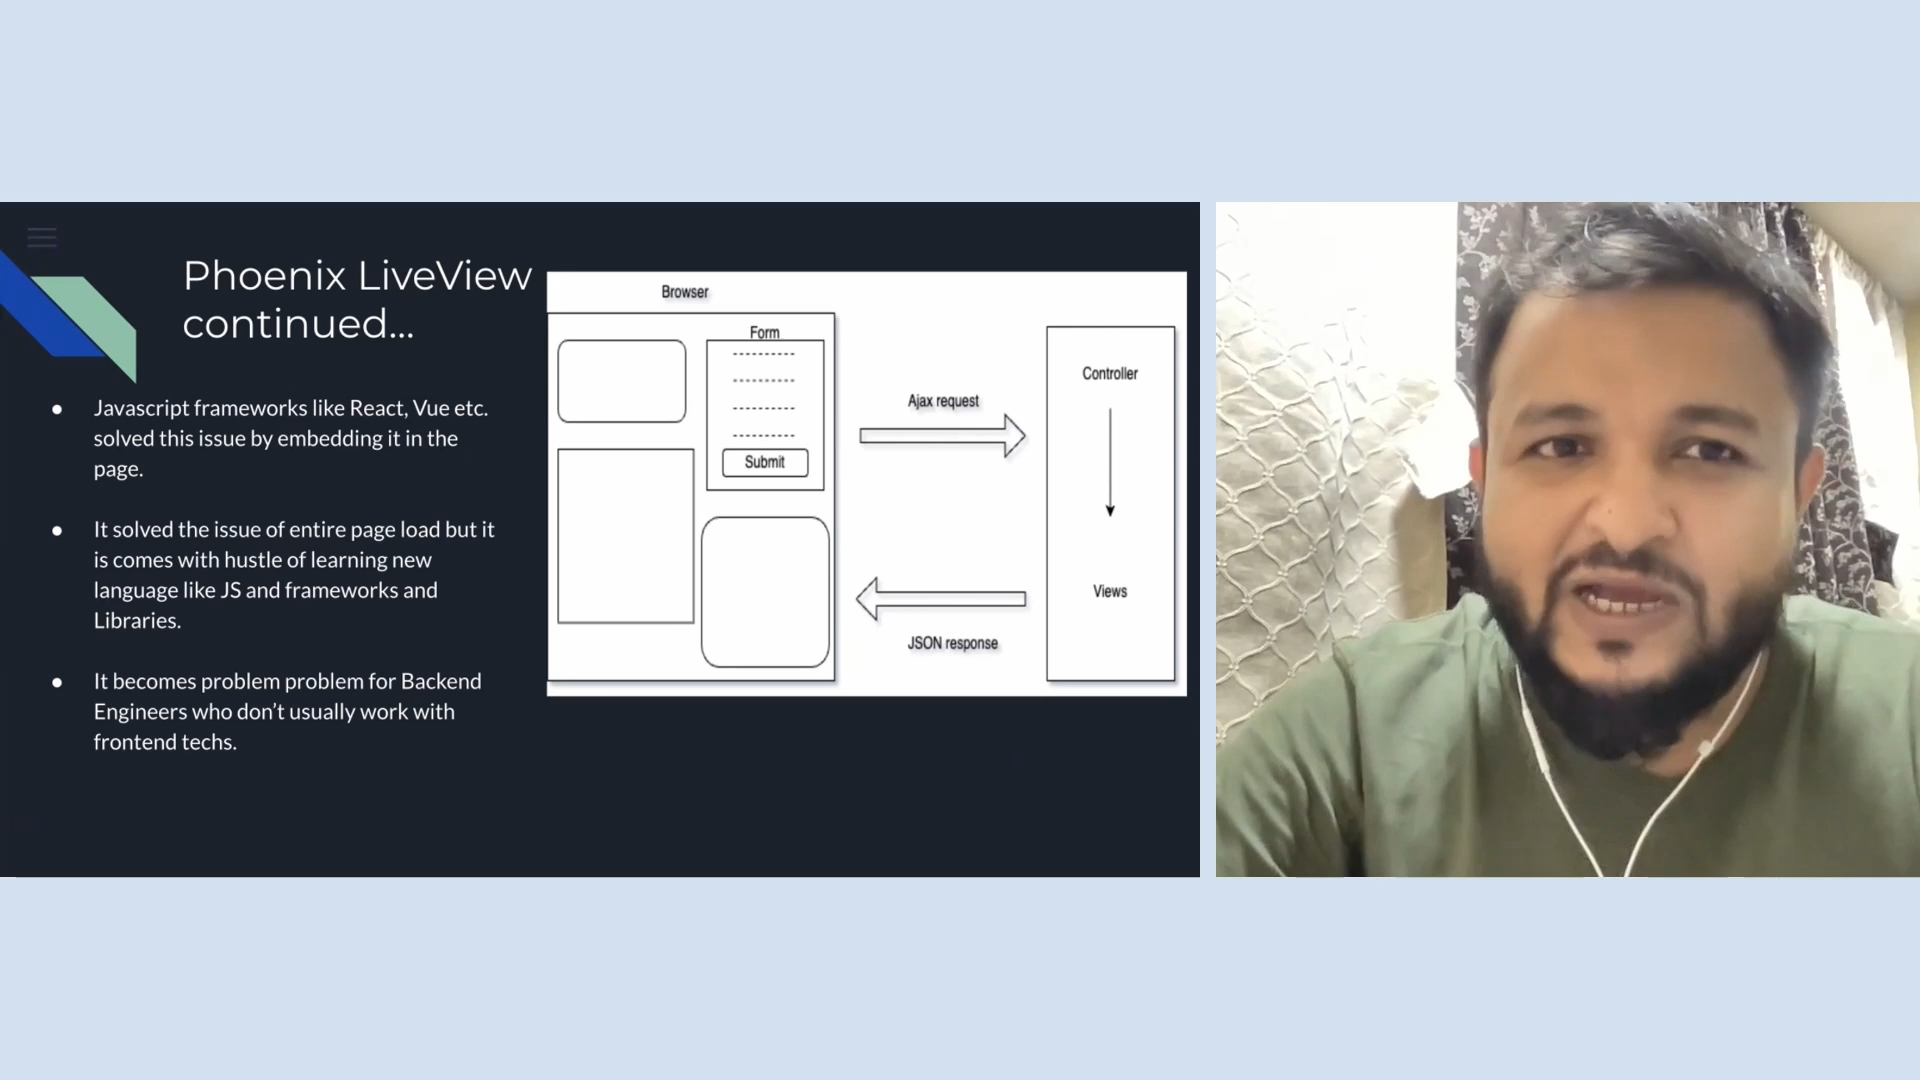 Phoenix LiveView
continued...
● Javascript frameworks like React, Vue etc.
solved this issue by embedding it in the
page.
● It solved the issue of entire page load but it
is comes with hustle of learning new
language like JS and frameworks and
Libraries.
● It becomes problem problem for Backend
Engineers who don’t usually work with
frontend techs.
Browser
Form
Submit
Ajax request
JSON response
Controller
Views